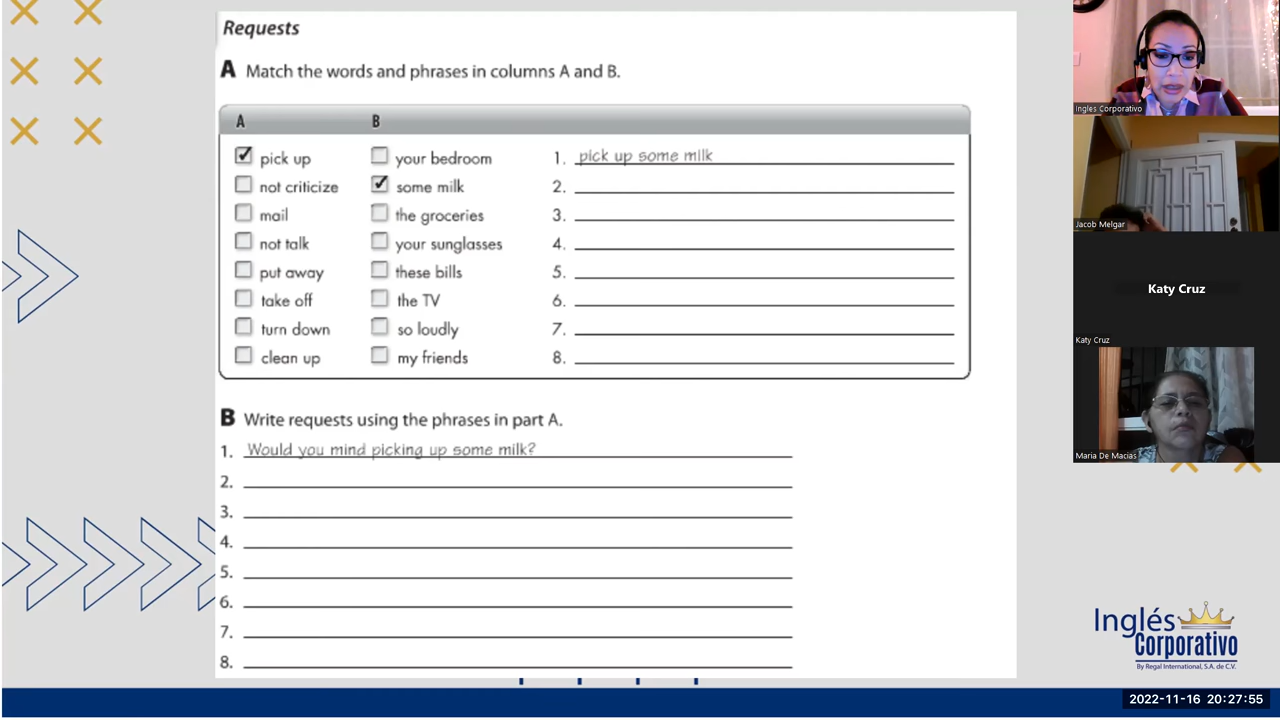 Requests
A Match the words and phrases in columns A and B.
A B
pick up your bedroom 1. pick up some milk
not criticize some milk 2.
mail the groceries 3.
not talk your sunglasses 4.
put away these bills 5.
take off the TV 6.
turn down so loudly 7.
clean up my friends 8.
B Write requests using the phrases in part A.
1. Would you mind picking up some milk?
2.
3.
4.
5.
6.
7.
8.
Ingles Corporativo
Jacob Melgar
Katy Cruz
Katy Cruz
Maria De Macias
Inglés
Corporativo
By Regal International, S.A. de C.V.
2022-11-16 20:27:55